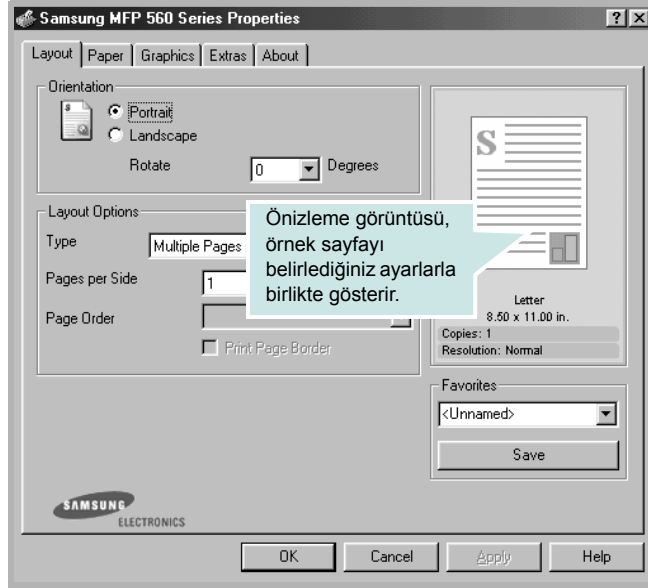 Samsung MFP 560 Series Properties
Layout Paper Graphics Extras About
Orientation
Portrait
Landscape
Rotate 0 Degrees
Layout Options
Type Multiple Pages
Pages per Side 1
Page Order
Print Page Border
Önizleme görüntüsü,
örnek sayfayı
belirlediğiniz ayarlarla
birlikte gösterir.
S
Letter
8.50 x 11.00 in.
Copies: 1
Resolution: Normal
Favorites
<Unnamed>
Save
SAMSUNG
ELECTRONICS
OK Cancel Apply Help